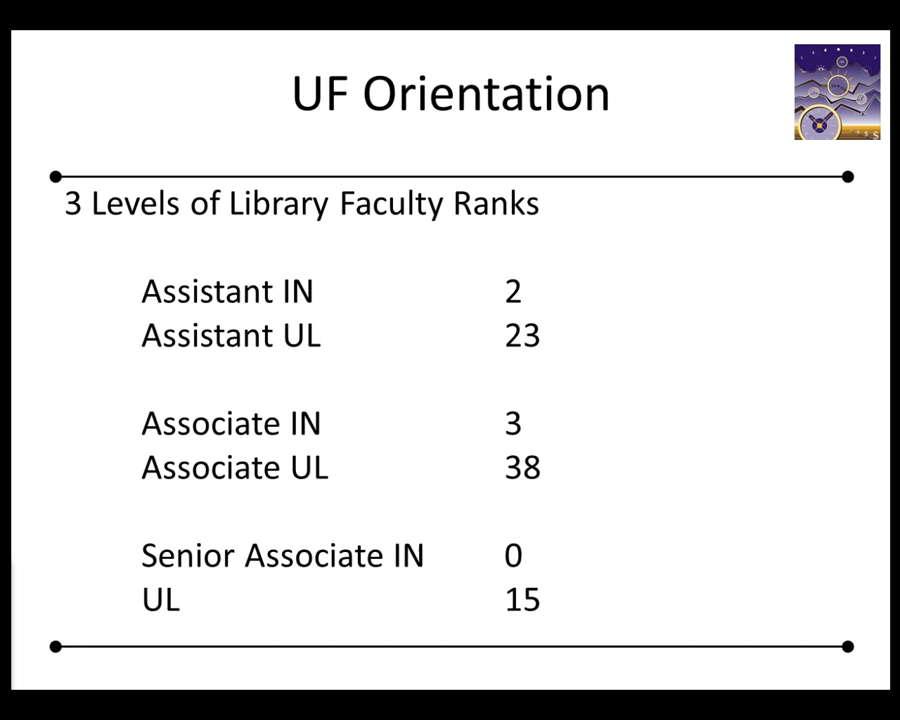 UF Orientation
3 Levels of Library Faculty Ranks
Assistant IN 2
Assistant UL 23
Associate IN 3
Associate UL 38
Senior Associate IN 0
UL 15